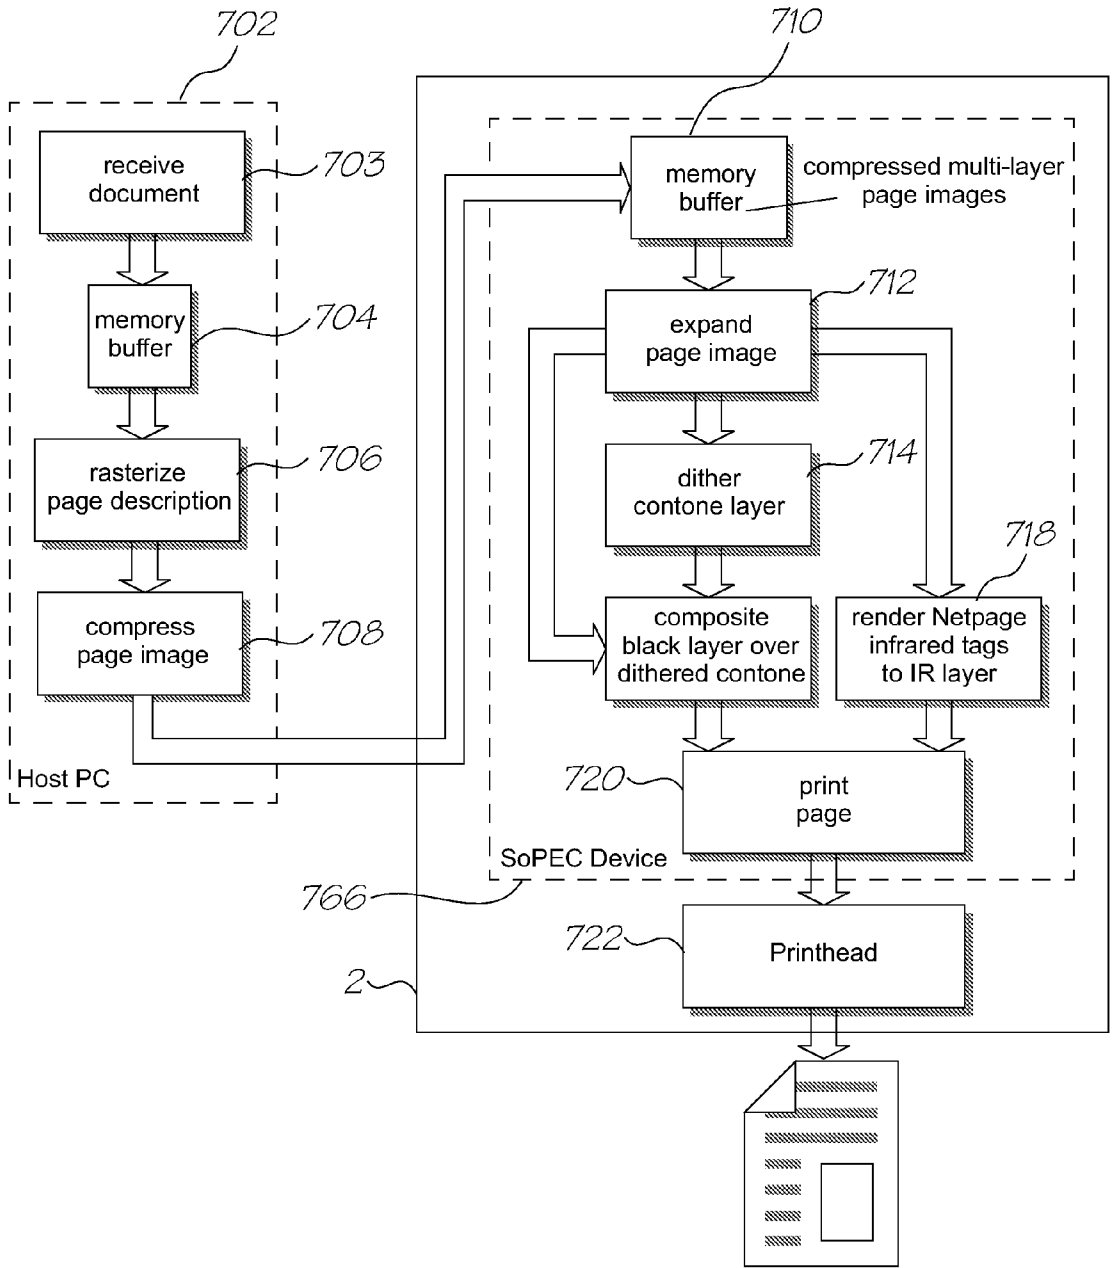 702
receive
document
703
memory
buffer
704
rasterize
page description
706
compress
page image
708
Host PC
710
memory
buffer
compressed multi-layer
page images
expand
page image
712
dither
contone layer
714
composite
black layer over
dithered contone
718
render Netpage
infrared tags
to IR layer
720
print
page
SoPEC Device
766
722
Printhead
2